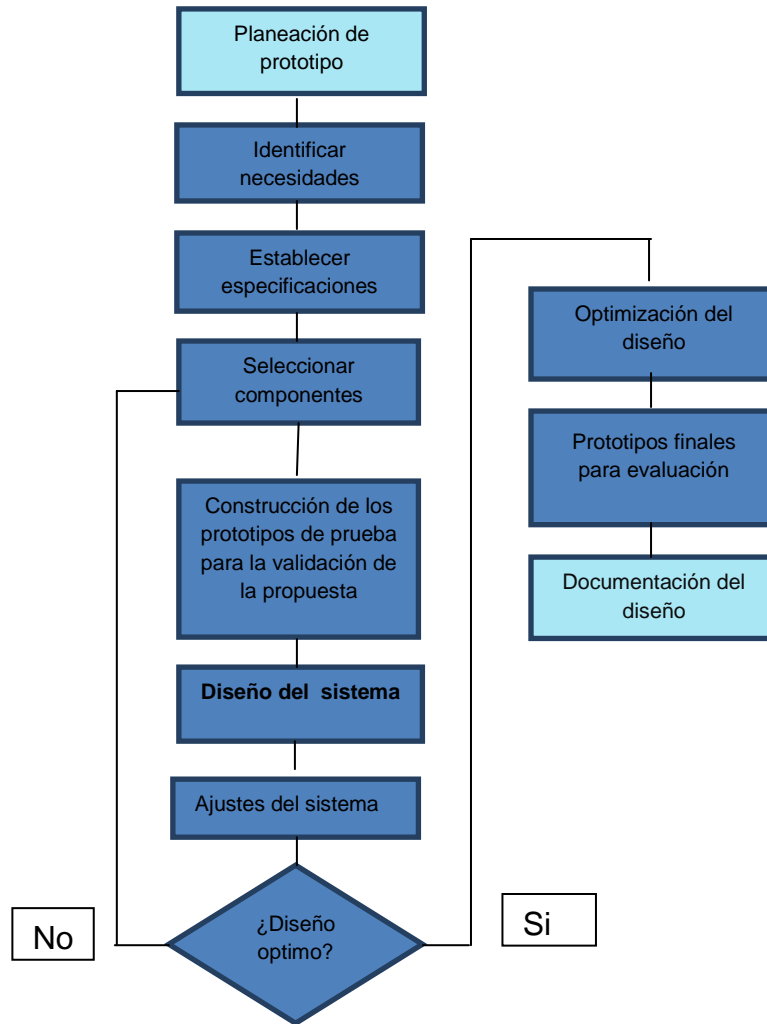 Planeación de
prototipo
Identificar
necesidades
Establecer
especificaciones
Seleccionar
componentes
Construcción de los
prototipos de prueba
para la validación de
la propuesta
Diseño del  sistema
Ajustes del sistema
¿Diseño
optimo?
No
Si
Optimización del
diseño
Prototipos finales
para evaluación
Documentación del
diseño